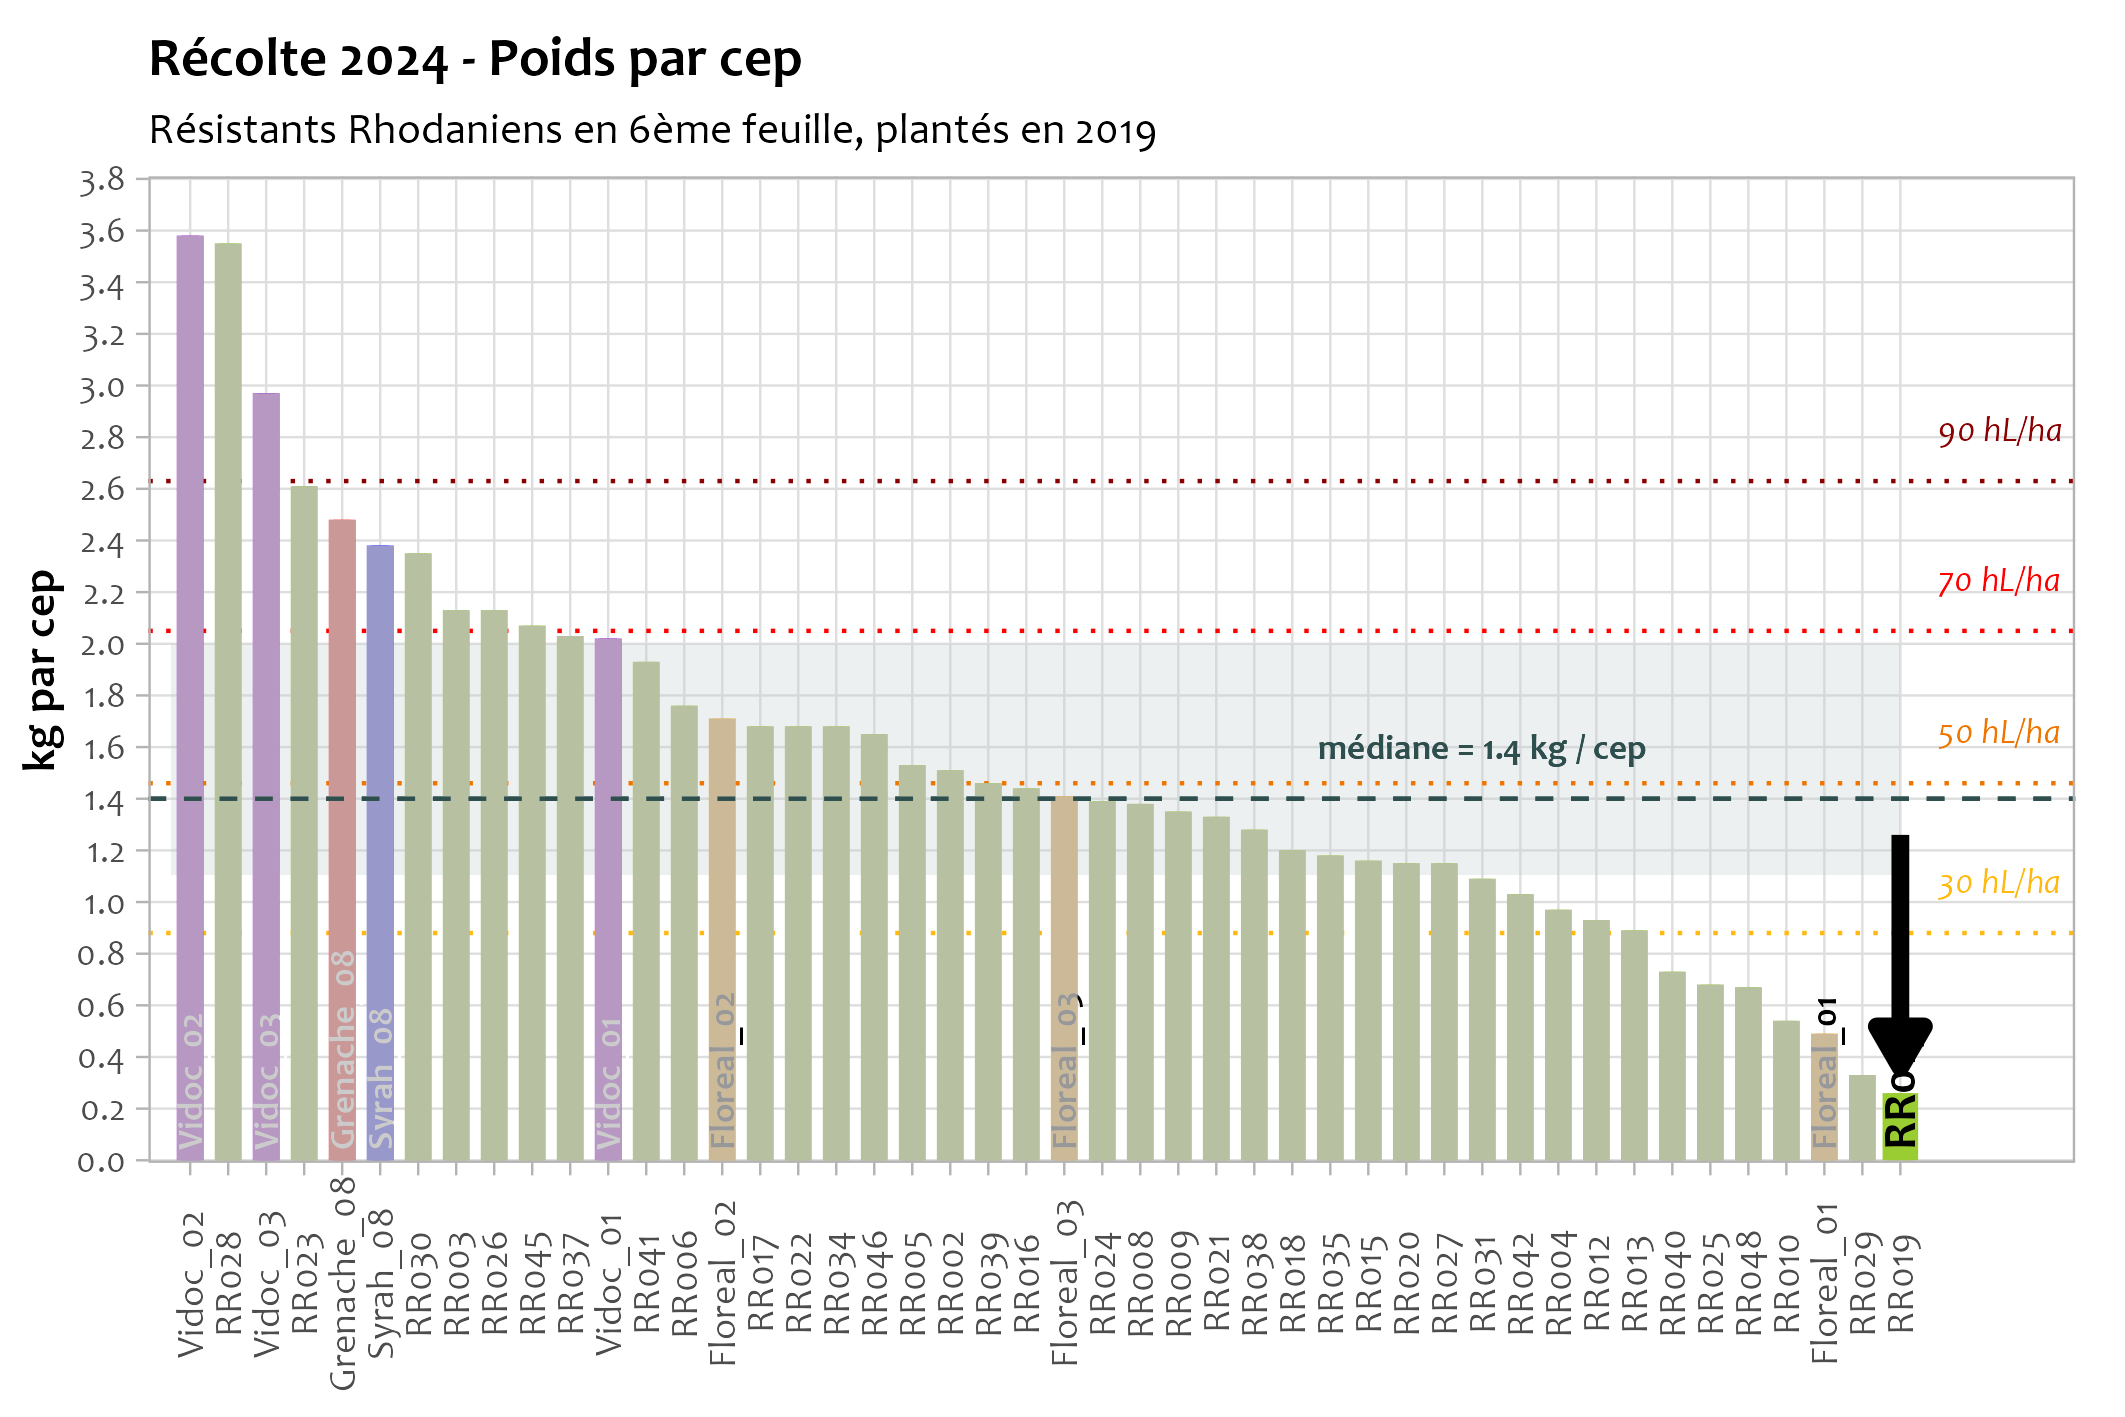 Récolte 2024 - Poids par cep
Résistants Rhodaniens en 6ème feuille, plantés en 2019
kg par cep
3.8
3.6
3.4
3.2
3.0
2.8
2.6
2.4
2.2
2.0
1.8
1.6
1.4
1.2
1.0
0.8
0.6
0.4
0.2
0.0
90 hL/ha
70 hL/ha
50 hL/ha
médiane = 1.4 kg / cep
30 hL/ha
Vidoc_02
Vidoc_03
Grenache_08
Syrah_08
Vidoc_01
Floreal_02
Floreal_03
Floreal_01
RR0
Vidoc_02
RR028
Vidoc_03
RR023
Grenache_08
Syrah_08
RR030
RR003
RR026
RR045
RR037
Vidoc_01
RR041
RR006
Floreal_02
RR017
RR022
RR034
RR046
RR005
RR002
RR039
RR016
Floreal_03
RR024
RR008
RR009
RR021
RR038
RR018
RR035
RR015
RR020
RR027
RR031
RR042
RR004
RR012
RR013
RR040
RR025
RR048
RR010
Floreal_01
RR029
RR019